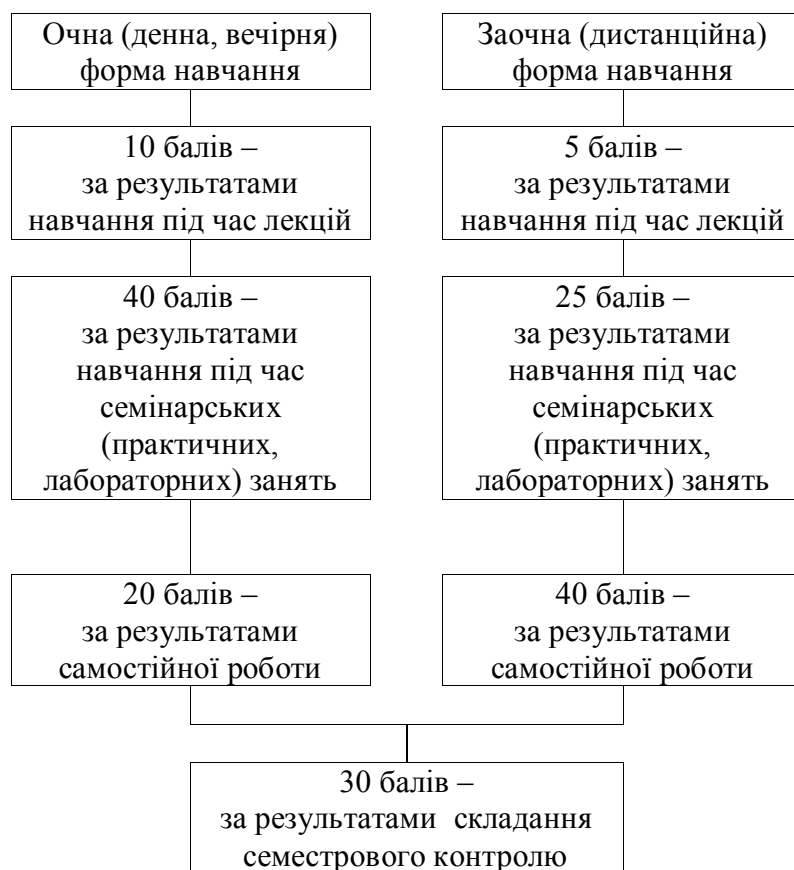 Очна (денна, вечірня)
форма навчання
10 балів –
за результатами
навчання під час лекцій
40 балів –
за результатами
навчання під час
семінарських
(практичних,
лабораторних) занять
20 балів –
за результатами
самостійної роботи
Заочна (дистанційна)
форма навчання
5 балів –
за результатами
навчання під час лекцій
25 балів –
за результатами
навчання під час
семінарських
(практичних,
лабораторних) занять
40 балів –
за результатами
самостійної роботи
30 балів –
за результатами складання
семестрового контролю